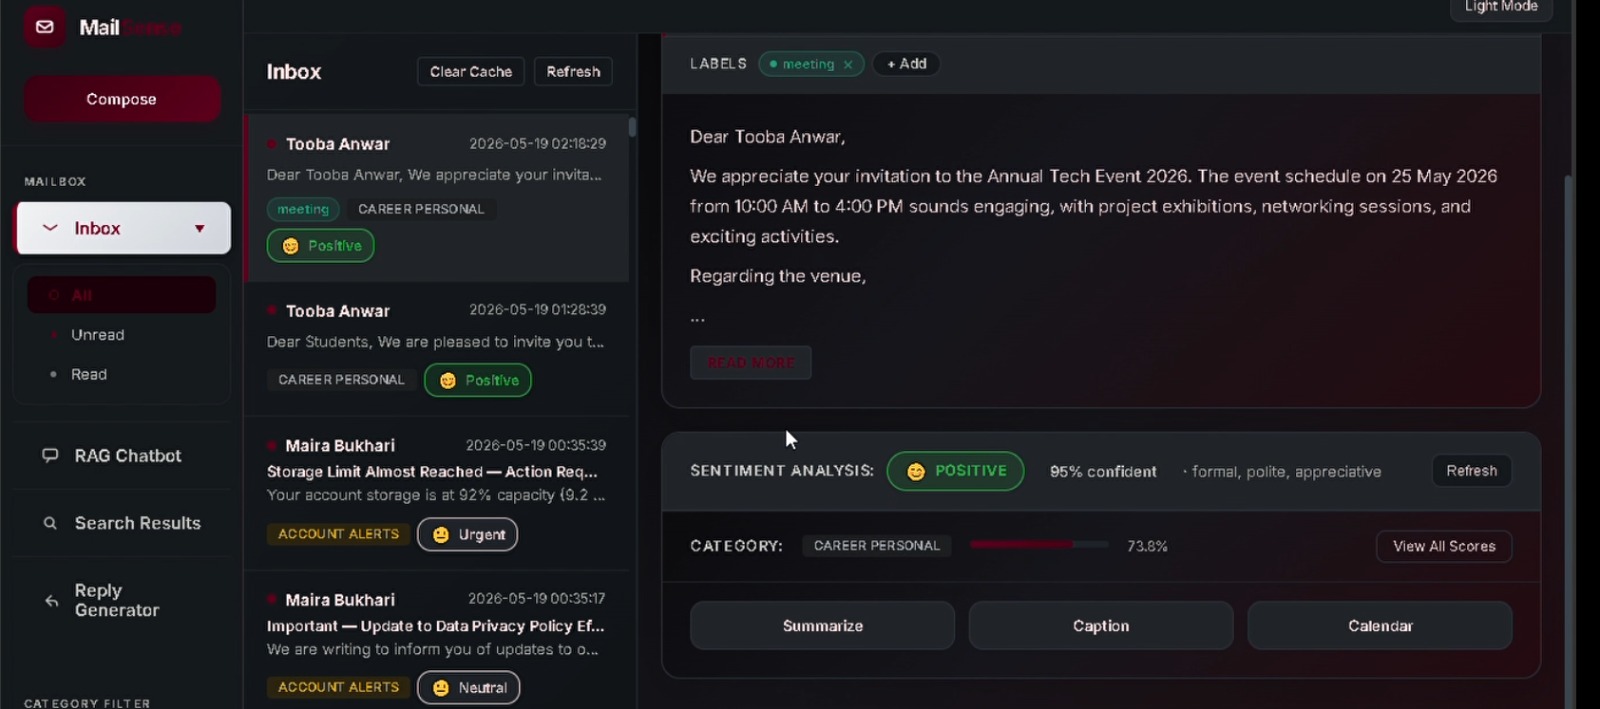 MailSense
Light Mode
Compose
MAILBOX
Inbox
All
Unread
Read
RAG Chatbot
Search Results
Reply
Generator
CATEGORY FILTER
Inbox
Clear Cache
Refresh
Tooba Anwar 2026-05-19 02:18:29
Dear Tooba Anwar, We appreciate your invita...
meeting CAREER PERSONAL
Positive
Tooba Anwar 2026-05-19 01:28:39
Dear Students, We are pleased to invite you t...
CAREER PERSONAL Positive
Maira Bukhari 2026-05-19 00:35:39
Storage Limit Almost Reached — Action Req...
Your account storage is at 92% capacity (9.2 ...
ACCOUNT ALERTS Urgent
Maira Bukhari 2026-05-19 00:35:17
Important — Update to Data Privacy Policy Ef...
We are writing to inform you of updates to o...
ACCOUNT ALERTS Neutral
LABELS meeting × + Add
Dear Tooba Anwar,
We appreciate your invitation to the Annual Tech Event 2026. The event schedule on 25 May 2026
from 10:00 AM to 4:00 PM sounds engaging, with project exhibitions, networking sessions, and
exciting activities.
Regarding the venue,
...
READ MORE
SENTIMENT ANALYSIS: POSITIVE 95% confident · formal, polite, appreciative Refresh
CATEGORY: CAREER PERSONAL 73.8% View All Scores
Summarize Caption Calendar